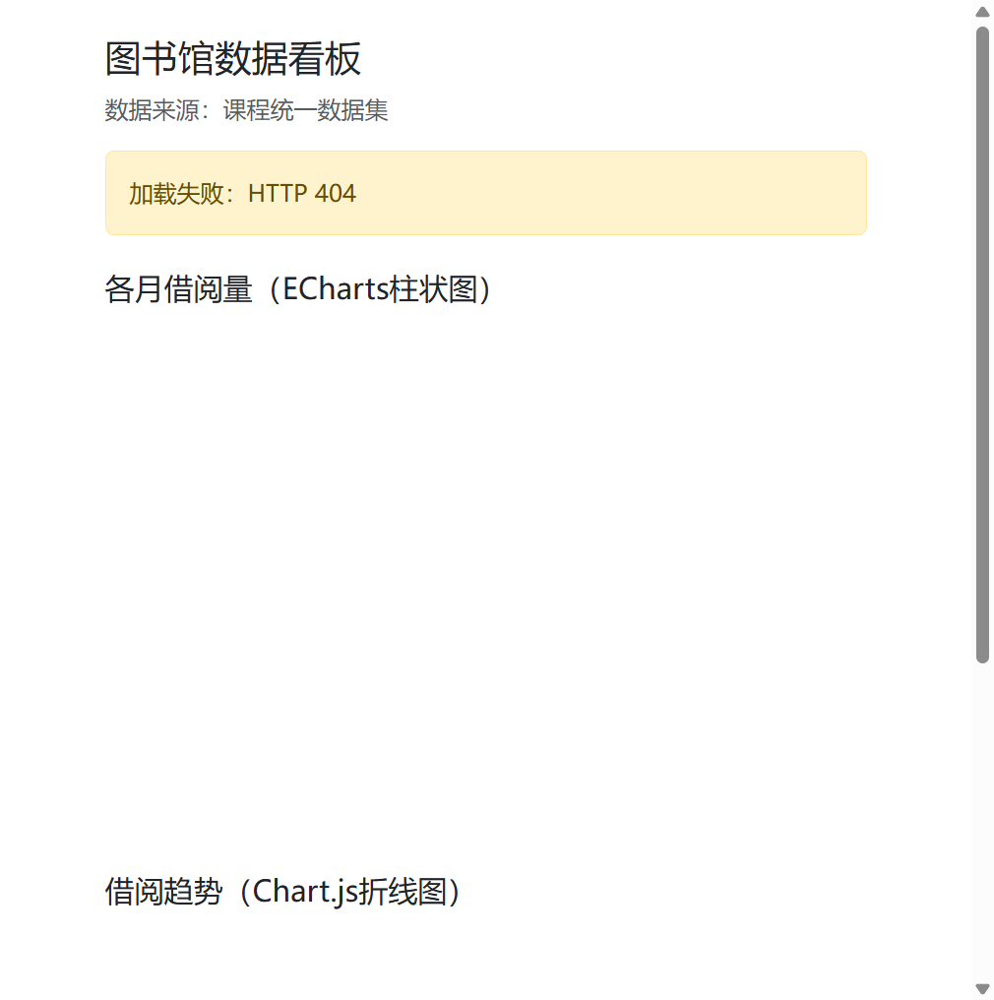 图书馆数据看板
数据来源：课程统一数据集
加载失败：HTTP 404
各月借阅量（ECharts柱状图）
借阅趋势（Chart.js折线图）